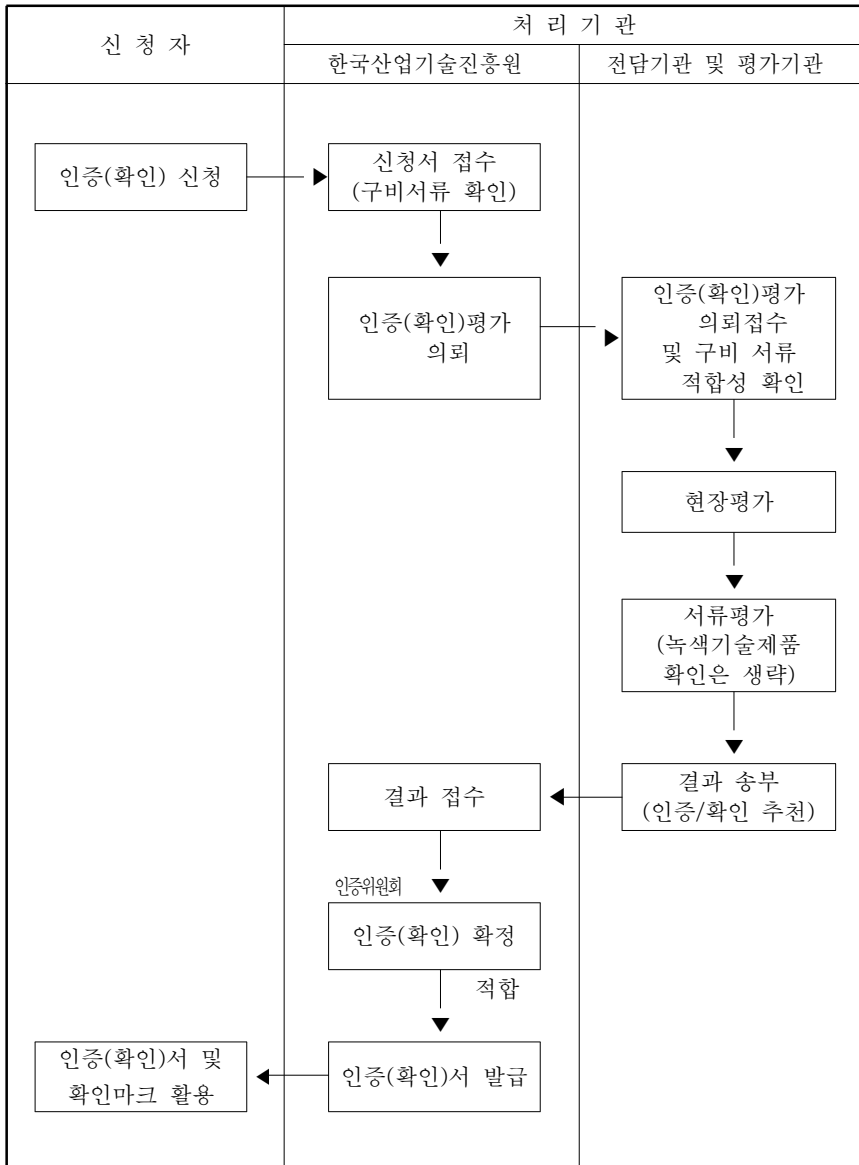 신 청 자
처 리 기 관
한국산업기술진흥원
전담기관 및 평가기관
인증(확인) 신청
신청서 접수
(구비서류 확인)
인증(확인)평가
의뢰
인증(확인)평가
의뢰접수
및 구비 서류
적합성 확인
현장평가
서류평가
(녹색기술제품
확인은 생략)
결과 송부
(인증/확인 추천)
결과 접수
인증위원회
인증(확인) 확정
적합
인증(확인)서 발급
인증(확인)서 및
확인마크 활용